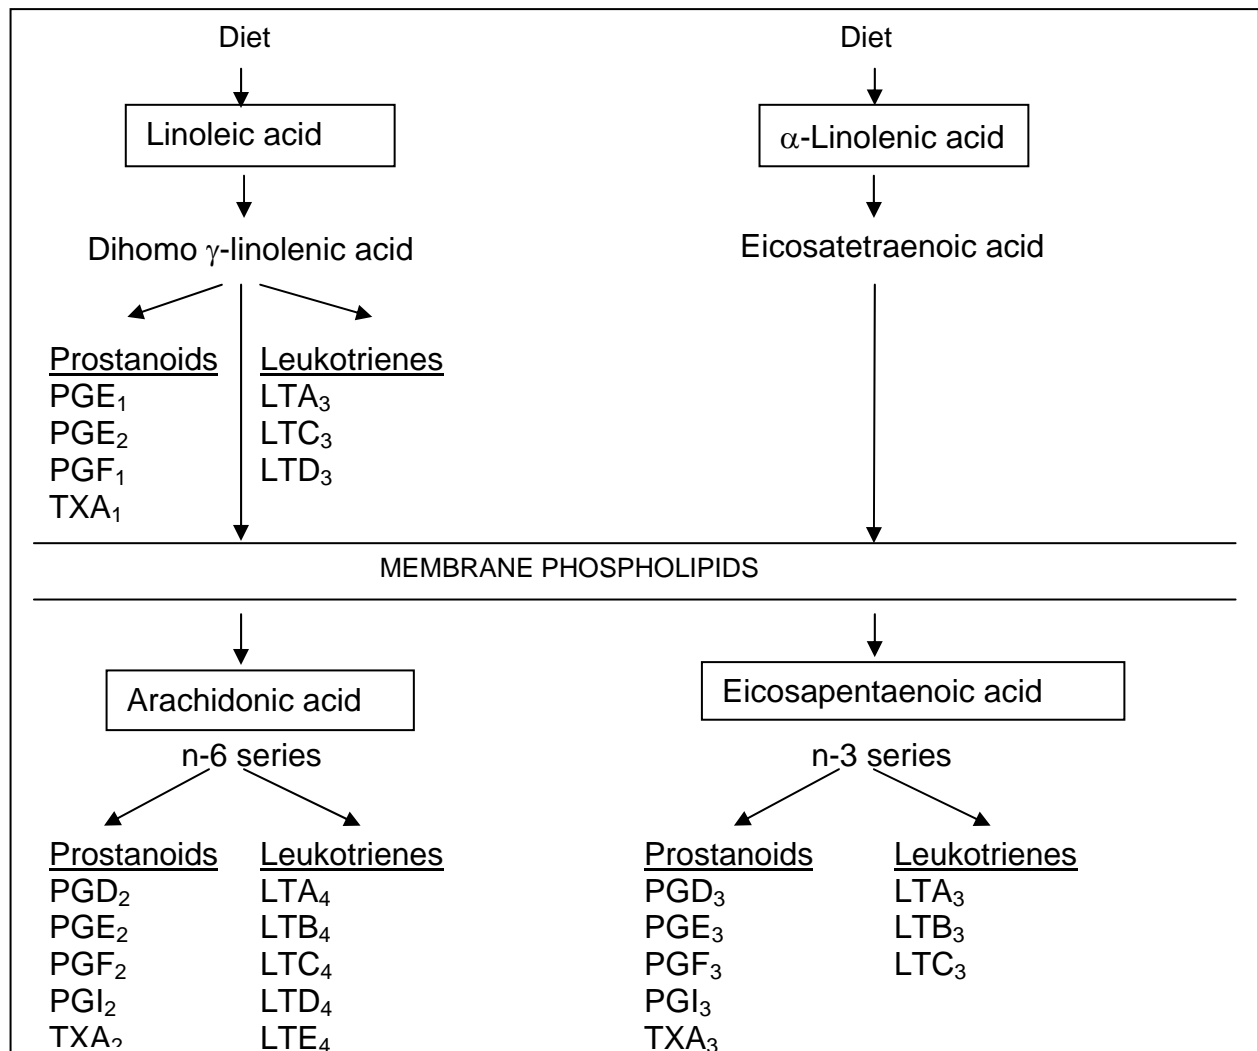 Diet
Diet
Linoleic acid
α-Linolenic acid
Dihomo γ-linolenic acid
Eicosatetraenoic acid
Prostanoids
PGE₁
PGE₂
PGF₁
TXA₁
Leukotrienes
LTA₃
LTC₃
LTD₃
MEMBRANE PHOSPHOLIPIDS
Arachidonic acid
n-6 series
Prostanoids
PGD₂
PGE₂
PGF₂
PGI₂
TXA₂
Leukotrienes
LTA₄
LTB₄
LTC₄
LTD₄
LTE₄
Eicosapentaenoic acid
n-3 series
Prostanoids
PGD₃
PGE₃
PGF₃
PGI₃
TXA₃
Leukotrienes
LTA₃
LTB₃
LTC₃